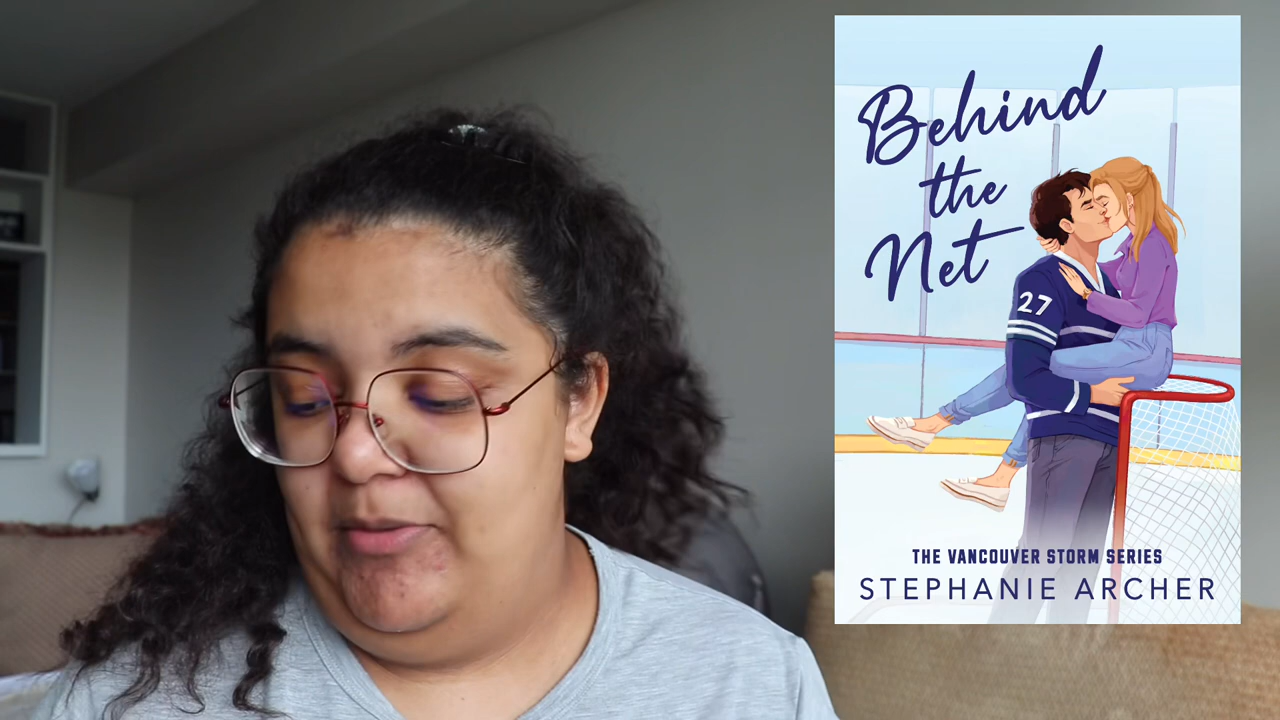 Behind
the
Net
27
THE VANCOUVER STORM SERIES
STEPHANIE ARCHER